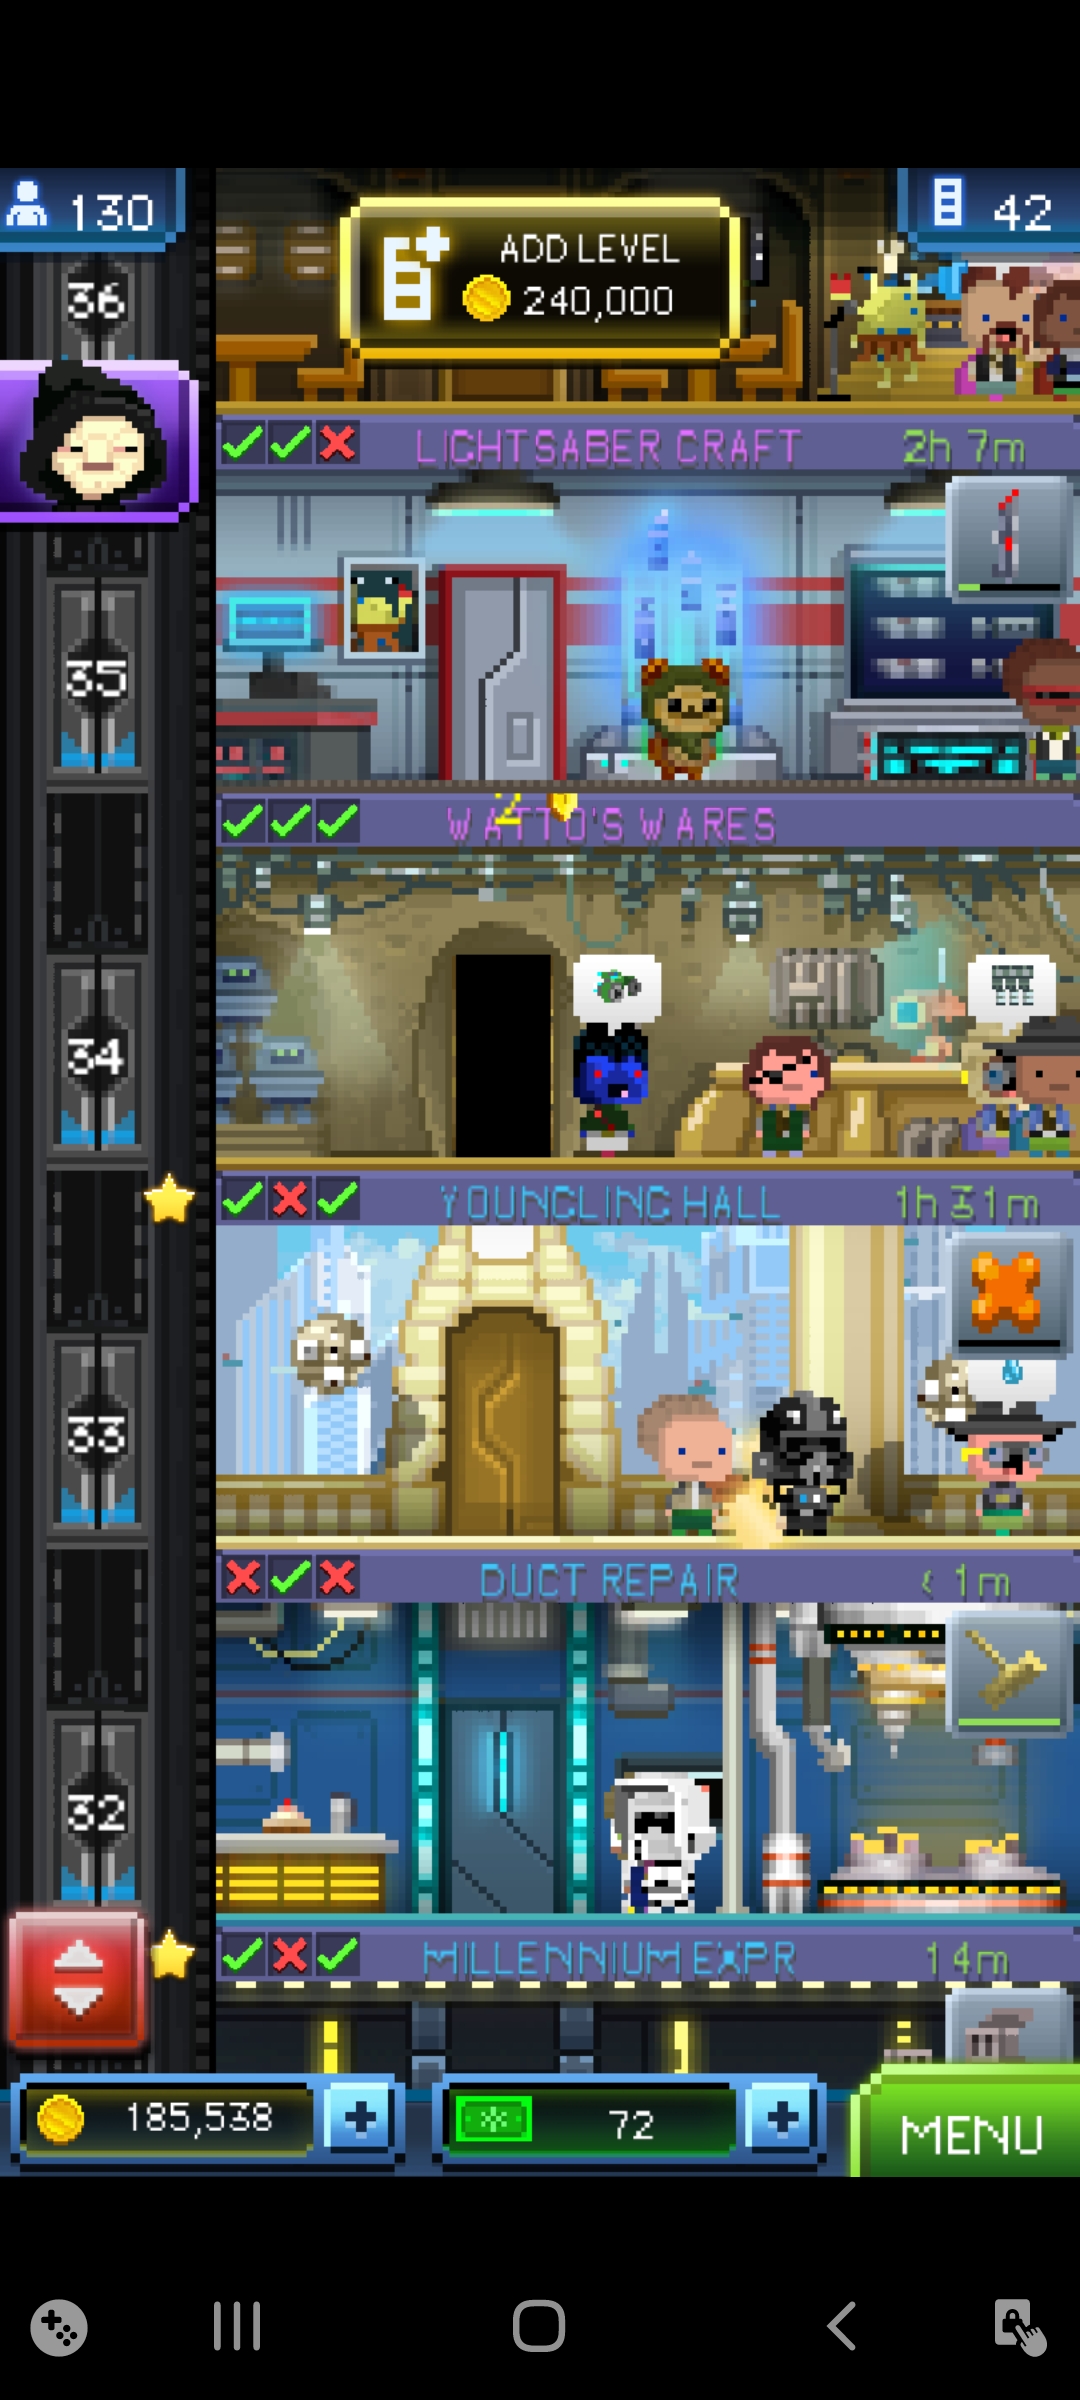 130
42
36
ADD LEVEL
240,000
LIGHTSABER CRAFT 2h 7m
35
2
WATTO'S WARES
34
YOUNGLING HALL 1h 31m
33
DUCT REPAIR < 1m
32
MILLENNIUM EXPR 14m
185,538
72
MENU